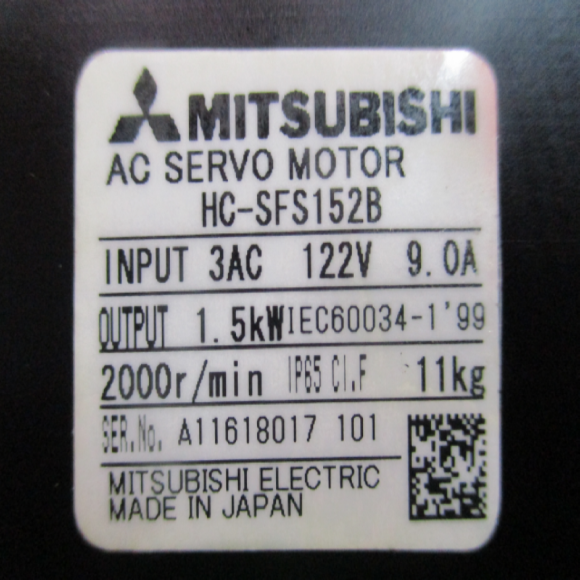 MITSUBISHI
AC SERVO MOTOR
HC-SFS152B
INPUT 3AC 122V 9.0A
OUTPUT 1.5kW IEC60034-1'99
2000r/min IP65 Cl.F 11kg
SER.No. A11618017 101
MITSUBISHI ELECTRIC
MADE IN JAPAN